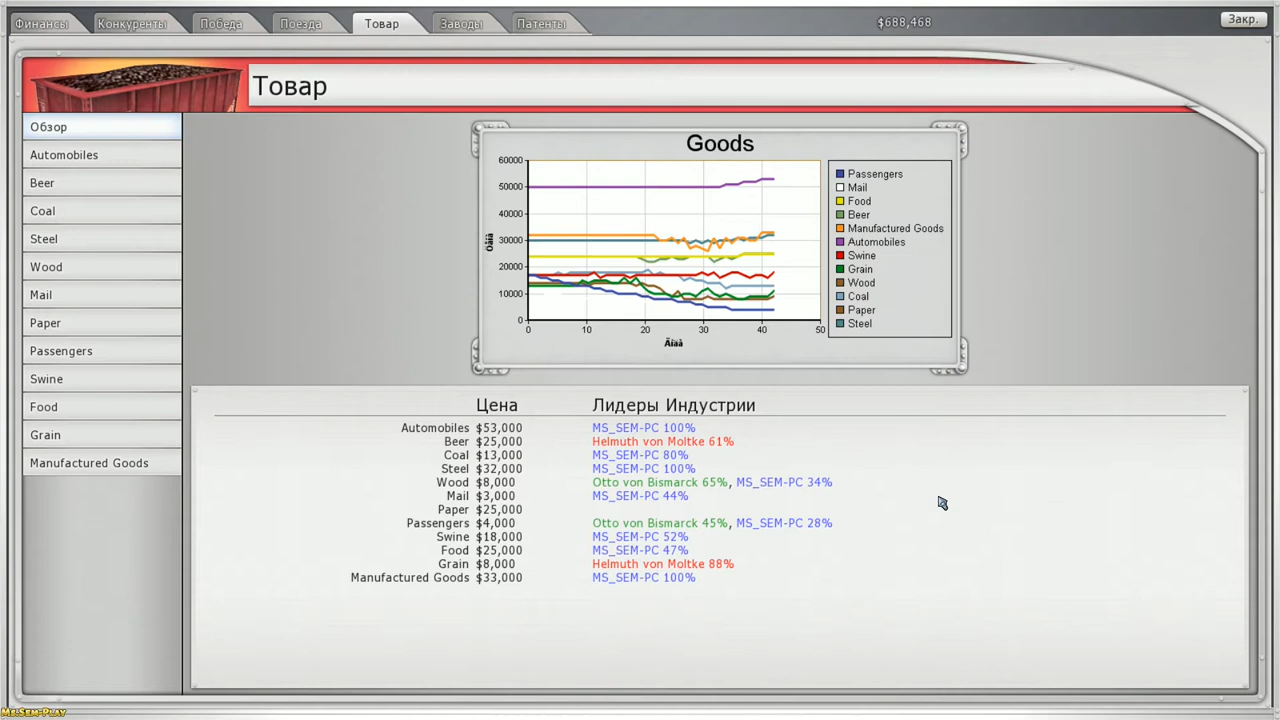 Финансы Конкуренты Победа Поезда Товар Заводы Патенты $688,468 Закр.
Товар
Обзор
Automobiles
Beer
Coal
Steel
Wood
Mail
Paper
Passengers
Swine
Food
Grain
Manufactured Goods
Goods
60000
50000
40000
30000
20000
10000
0
0 10 20 30 40 50
Ãîäà
Passengers
Mail
Food
Beer
Manufactured Goods
Automobiles
Swine
Grain
Wood
Coal
Paper
Steel
Цена Лидеры Индустрии
Automobiles $53,000 MS_SEM-PC 100%
Beer $25,000 Helmuth von Moltke 61%
Coal $13,000 MS_SEM-PC 80%
Steel $32,000 MS_SEM-PC 100%
Wood $8,000 Otto von Bismarck 65%, MS_SEM-PC 34%
Mail $3,000 MS_SEM-PC 44%
Paper $25,000
Passengers $4,000 Otto von Bismarck 45%, MS_SEM-PC 28%
Swine $18,000 MS_SEM-PC 52%
Food $25,000 MS_SEM-PC 47%
Grain $8,000 Helmuth von Moltke 88%
Manufactured Goods $33,000 MS_SEM-PC 100%
Ms.Sem-Play